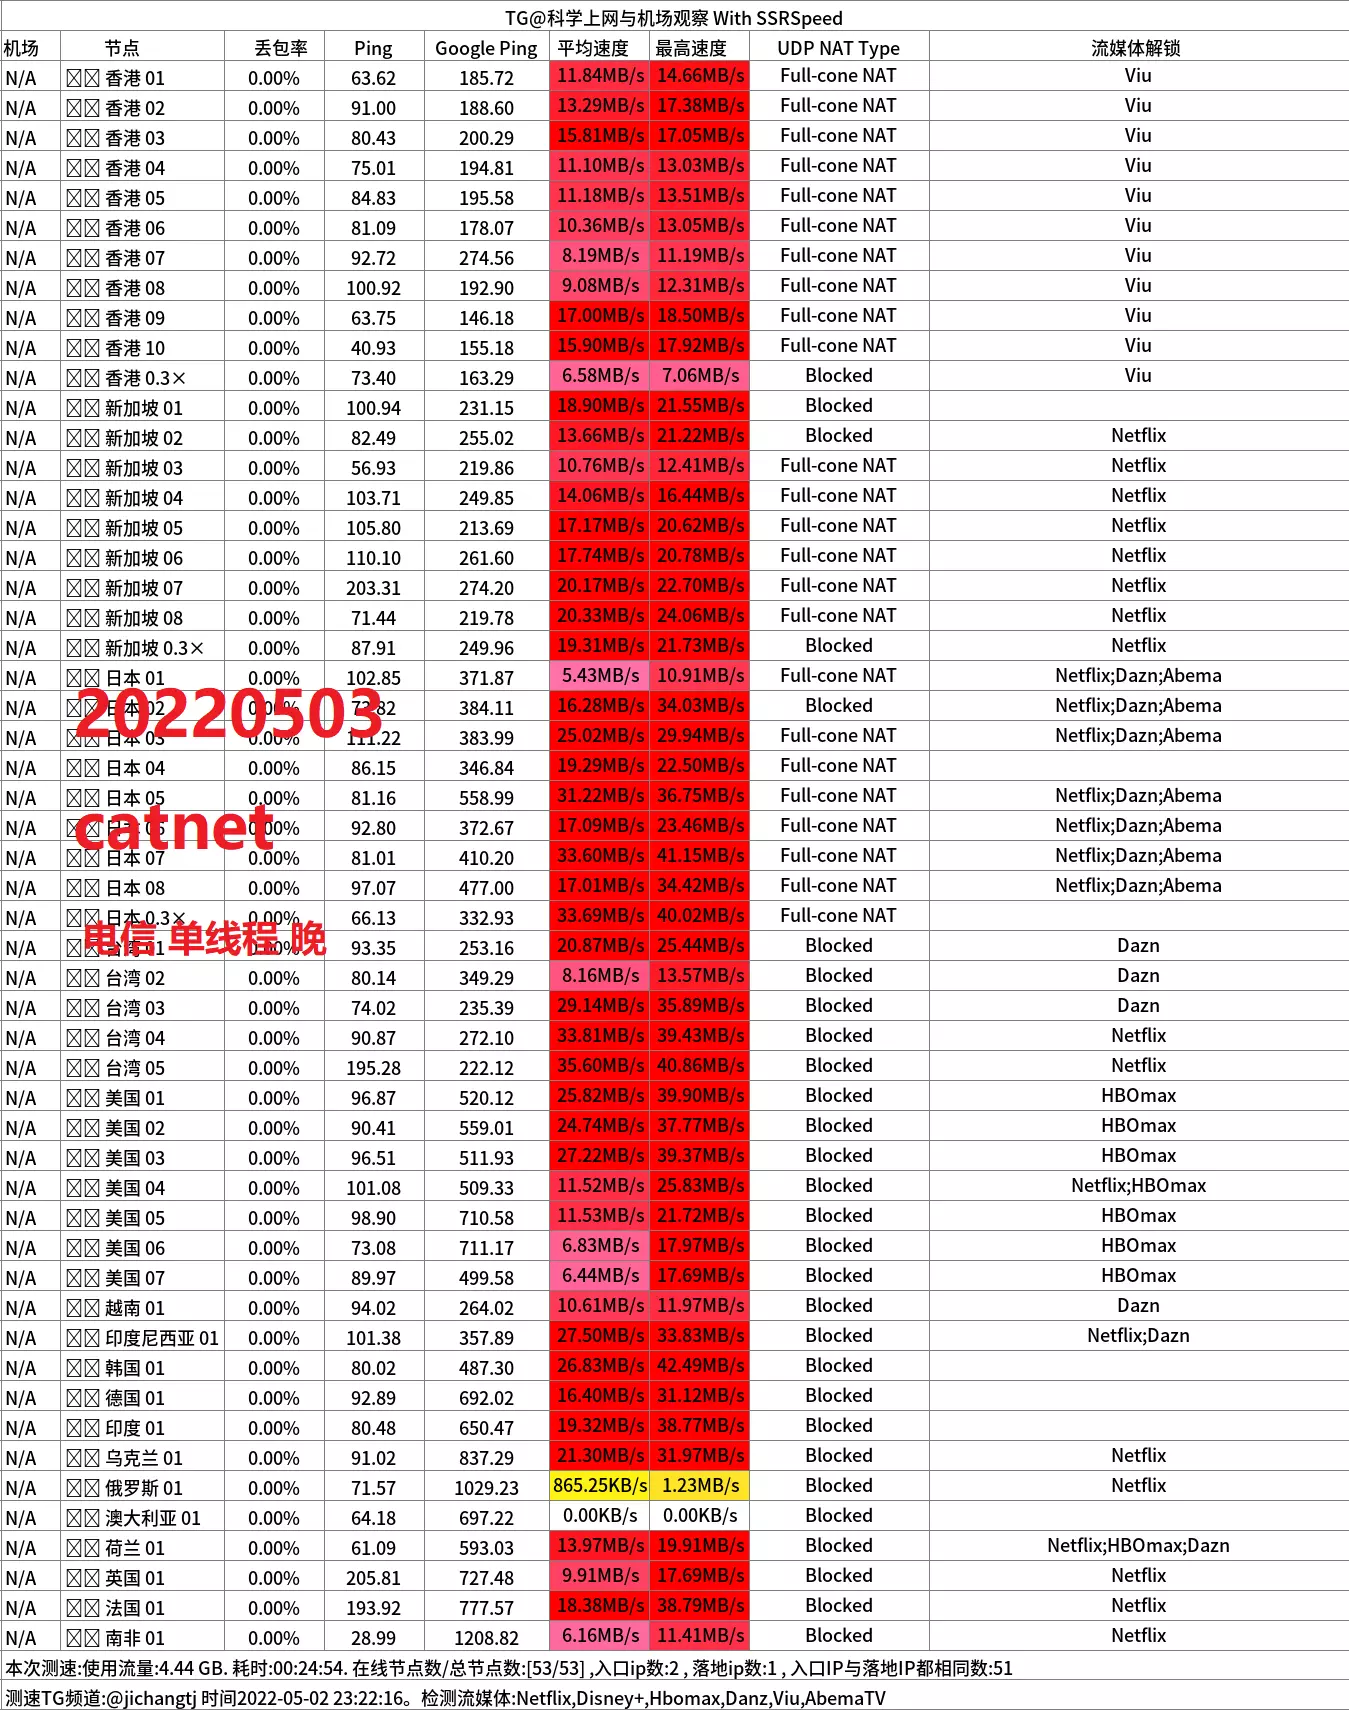 TG@科学上网与机场观察 With SSRSpeed
机场 节点 丢包率 Ping Google Ping 平均速度 最高速度 UDP NAT Type 流媒体解锁
N/A 香港 01 0.00% 63.62 185.72 11.84MB/s 14.66MB/s Full-cone NAT Viu
N/A 香港 02 0.00% 91.00 188.60 13.29MB/s 17.38MB/s Full-cone NAT Viu
N/A 香港 03 0.00% 80.43 200.29 15.81MB/s 17.05MB/s Full-cone NAT Viu
N/A 香港 04 0.00% 75.01 194.81 11.10MB/s 13.03MB/s Full-cone NAT Viu
N/A 香港 05 0.00% 84.83 195.58 11.18MB/s 13.51MB/s Full-cone NAT Viu
N/A 香港 06 0.00% 81.09 178.07 10.36MB/s 13.05MB/s Full-cone NAT Viu
N/A 香港 07 0.00% 92.72 274.56 8.19MB/s 11.19MB/s Full-cone NAT Viu
N/A 香港 08 0.00% 100.92 192.90 9.08MB/s 12.31MB/s Full-cone NAT Viu
N/A 香港 09 0.00% 63.75 146.18 17.00MB/s 18.50MB/s Full-cone NAT Viu
N/A 香港 10 0.00% 40.93 155.18 15.90MB/s 17.92MB/s Full-cone NAT Viu
N/A 香港 0.3× 0.00% 73.40 163.29 6.58MB/s 7.06MB/s Blocked Viu
N/A 新加坡 01 0.00% 100.94 231.15 18.90MB/s 21.55MB/s Blocked
N/A 新加坡 02 0.00% 82.49 255.02 13.66MB/s 21.22MB/s Blocked Netflix
N/A 新加坡 03 0.00% 56.93 219.86 10.76MB/s 12.41MB/s Full-cone NAT Netflix
N/A 新加坡 04 0.00% 103.71 249.85 14.06MB/s 16.44MB/s Full-cone NAT Netflix
N/A 新加坡 05 0.00% 105.80 213.69 17.17MB/s 20.62MB/s Full-cone NAT Netflix
N/A 新加坡 06 0.00% 110.10 261.60 17.74MB/s 20.78MB/s Full-cone NAT Netflix
N/A 新加坡 07 0.00% 203.31 274.20 20.17MB/s 22.70MB/s Full-cone NAT Netflix
N/A 新加坡 08 0.00% 71.44 219.78 20.33MB/s 24.06MB/s Full-cone NAT Netflix
N/A 新加坡 0.3× 0.00% 87.91 249.96 19.31MB/s 21.73MB/s Blocked Netflix
N/A 日本 01 0.00% 102.85 371.87 5.43MB/s 10.91MB/s Full-cone NAT Netflix;Dazn;Abema
N/A 日本 02 0.00% 73.82 384.11 16.28MB/s 34.03MB/s Blocked Netflix;Dazn;Abema
20220503
N/A 日本 03 0.00% 111.22 383.99 25.02MB/s 29.94MB/s Full-cone NAT Netflix;Dazn;Abema
N/A 日本 04 0.00% 86.15 346.84 19.29MB/s 22.50MB/s Full-cone NAT
N/A 日本 05 0.00% 81.16 558.99 31.22MB/s 36.75MB/s Full-cone NAT Netflix;Dazn;Abema
N/A 日本 06 0.00% 92.80 372.67 17.09MB/s 23.46MB/s Full-cone NAT Netflix;Dazn;Abema
catnet
N/A 日本 07 0.00% 81.01 410.20 33.60MB/s 41.15MB/s Full-cone NAT Netflix;Dazn;Abema
N/A 日本 08 0.00% 97.07 477.00 17.01MB/s 34.42MB/s Full-cone NAT Netflix;Dazn;Abema
N/A 日本 0.3× 0.00% 66.13 332.93 33.69MB/s 40.02MB/s Full-cone NAT
电信 单线程 晚
N/A 台湾 01 0.00% 93.35 253.16 20.87MB/s 25.44MB/s Blocked Dazn
N/A 台湾 02 0.00% 80.14 349.29 8.16MB/s 13.57MB/s Blocked Dazn
N/A 台湾 03 0.00% 74.02 235.39 29.14MB/s 35.89MB/s Blocked Dazn
N/A 台湾 04 0.00% 90.87 272.10 33.81MB/s 39.43MB/s Blocked Netflix
N/A 台湾 05 0.00% 195.28 222.12 35.60MB/s 40.86MB/s Blocked Netflix
N/A 美国 01 0.00% 96.87 520.12 25.82MB/s 39.90MB/s Blocked HBOmax
N/A 美国 02 0.00% 90.41 559.01 24.74MB/s 37.77MB/s Blocked HBOmax
N/A 美国 03 0.00% 96.51 511.93 27.22MB/s 39.37MB/s Blocked HBOmax
N/A 美国 04 0.00% 101.08 509.33 11.52MB/s 25.83MB/s Blocked Netflix;HBOmax
N/A 美国 05 0.00% 98.90 710.58 11.53MB/s 21.72MB/s Blocked HBOmax
N/A 美国 06 0.00% 73.08 711.17 6.83MB/s 17.97MB/s Blocked HBOmax
N/A 美国 07 0.00% 89.97 499.58 6.44MB/s 17.69MB/s Blocked HBOmax
N/A 越南 01 0.00% 94.02 264.02 10.61MB/s 11.97MB/s Blocked Dazn
N/A 印度尼西亚 01 0.00% 101.38 357.89 27.50MB/s 33.83MB/s Blocked Netflix;Dazn
N/A 韩国 01 0.00% 80.02 487.30 26.83MB/s 42.49MB/s Blocked
N/A 德国 01 0.00% 92.89 692.02 16.40MB/s 31.12MB/s Blocked
N/A 印度 01 0.00% 80.48 650.47 19.32MB/s 38.77MB/s Blocked
N/A 乌克兰 01 0.00% 91.02 837.29 21.30MB/s 31.97MB/s Blocked Netflix
N/A 俄罗斯 01 0.00% 71.57 1029.23 865.25KB/s 1.23MB/s Blocked Netflix
N/A 澳大利亚 01 0.00% 64.18 697.22 0.00KB/s 0.00KB/s Blocked
N/A 荷兰 01 0.00% 61.09 593.03 13.97MB/s 19.91MB/s Blocked Netflix;HBOmax;Dazn
N/A 英国 01 0.00% 205.81 727.48 9.91MB/s 17.69MB/s Blocked Netflix
N/A 法国 01 0.00% 193.92 777.57 18.38MB/s 38.79MB/s Blocked Netflix
N/A 南非 01 0.00% 28.99 1208.82 6.16MB/s 11.41MB/s Blocked Netflix
本次测速:使用流量:4.44 GB. 耗时:00:24:54. 在线节点数/总节点数:[53/53] ,入口ip数:2 , 落地ip数:1 , 入口IP与落地IP都相同数:51
测速TG频道:@jichangtj 时间2022-05-02 23:22:16。检测流媒体:Netflix,Disney+,Hbomax,Danz,Viu,AbemaTV